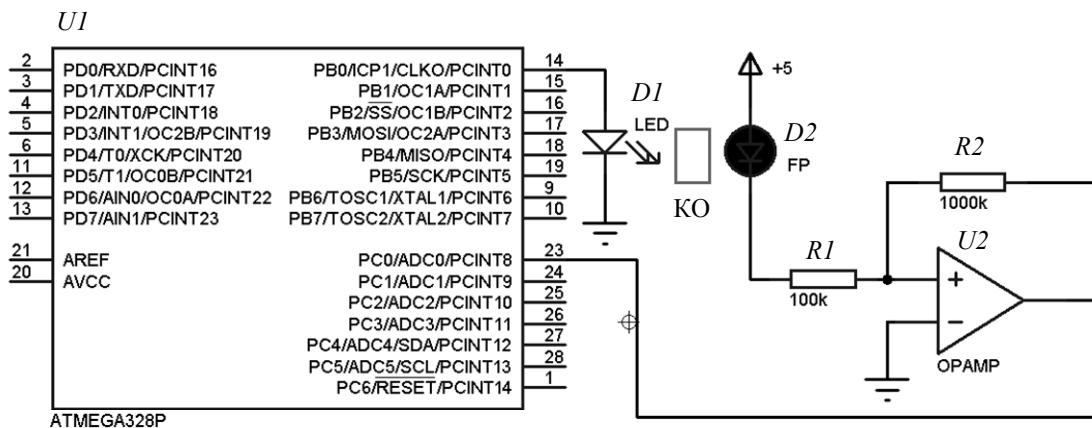 U1
2 PD0/RXD/PCINT16
3 PD1/TXD/PCINT17
4 PD2/INT0/PCINT18
5 PD3/INT1/OC2B/PCINT19
6 PD4/T0/XCK/PCINT20
11 PD5/T1/OC0B/PCINT21
12 PD6/AIN0/OC0A/PCINT22
13 PD7/AIN1/PCINT23
21 AREF
20 AVCC
PB0/ICP1/CLKO/PCINT0 14
PB1/OC1A/PCINT1 15
PB2/SS/OC1B/PCINT2 16
PB3/MOSI/OC2A/PCINT3 17
PB4/MISO/PCINT4 18
PB5/SCK/PCINT5 19
PB6/TOSC1/XTAL1/PCINT6 9
PB7/TOSC2/XTAL2/PCINT7 10
PC0/ADC0/PCINT8 23
PC1/ADC1/PCINT9 24
PC2/ADC2/PCINT10 25
PC3/ADC3/PCINT11 26
PC4/ADC4/SDA/PCINT12 27
PC5/ADC5/SCL/PCINT13 28
PC6/RESET/PCINT14 1
ATMEGA328P
D1
LED
КО
+5
D2
FP
R1
100k
R2
1000k
U2
+
−
OPAMP